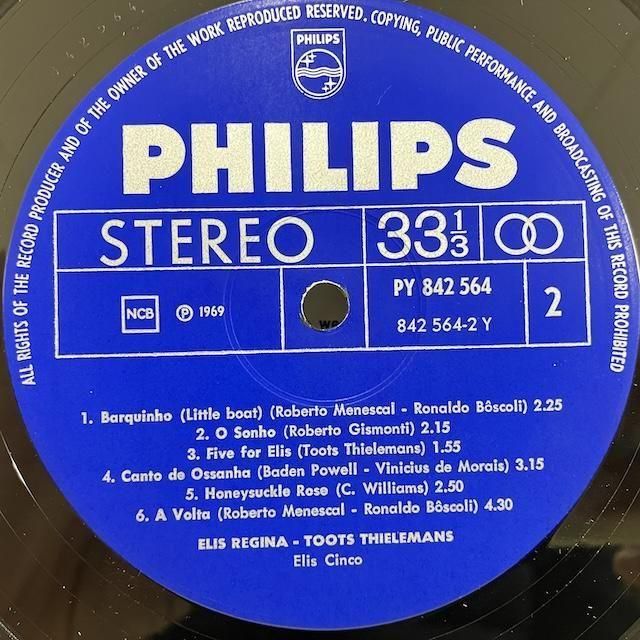 ALL RIGHTS OF THE RECORD PRODUCER AND OF THE OWNER OF THE WORK REPRODUCED RESERVED. COPYING, PUBLIC PERFORMANCE AND BROADCASTING OF THIS RECORD PROHIBITED
PHILIPS
PHILIPS
STEREO 33 1/3
NCB ℗ 1969 PY 842 564 2
842 564-2 Y
1. Barquinho (Little boat) (Roberto Menescal - Ronaldo Bôscoli) 2.25
2. O Sonho (Roberto Gismonti) 2.15
3. Five for Elis (Toots Thielemans) 1.55
4. Canto de Ossanha (Baden Powell - Vinicius de Morais) 3.15
5. Honeysuckle Rose (C. Williams) 2.50
6. A Volta (Roberto Menescal - Ronaldo Bôscoli) 4.30
ELIS REGINA - TOOTS THIELEMANS
Elis Cinco